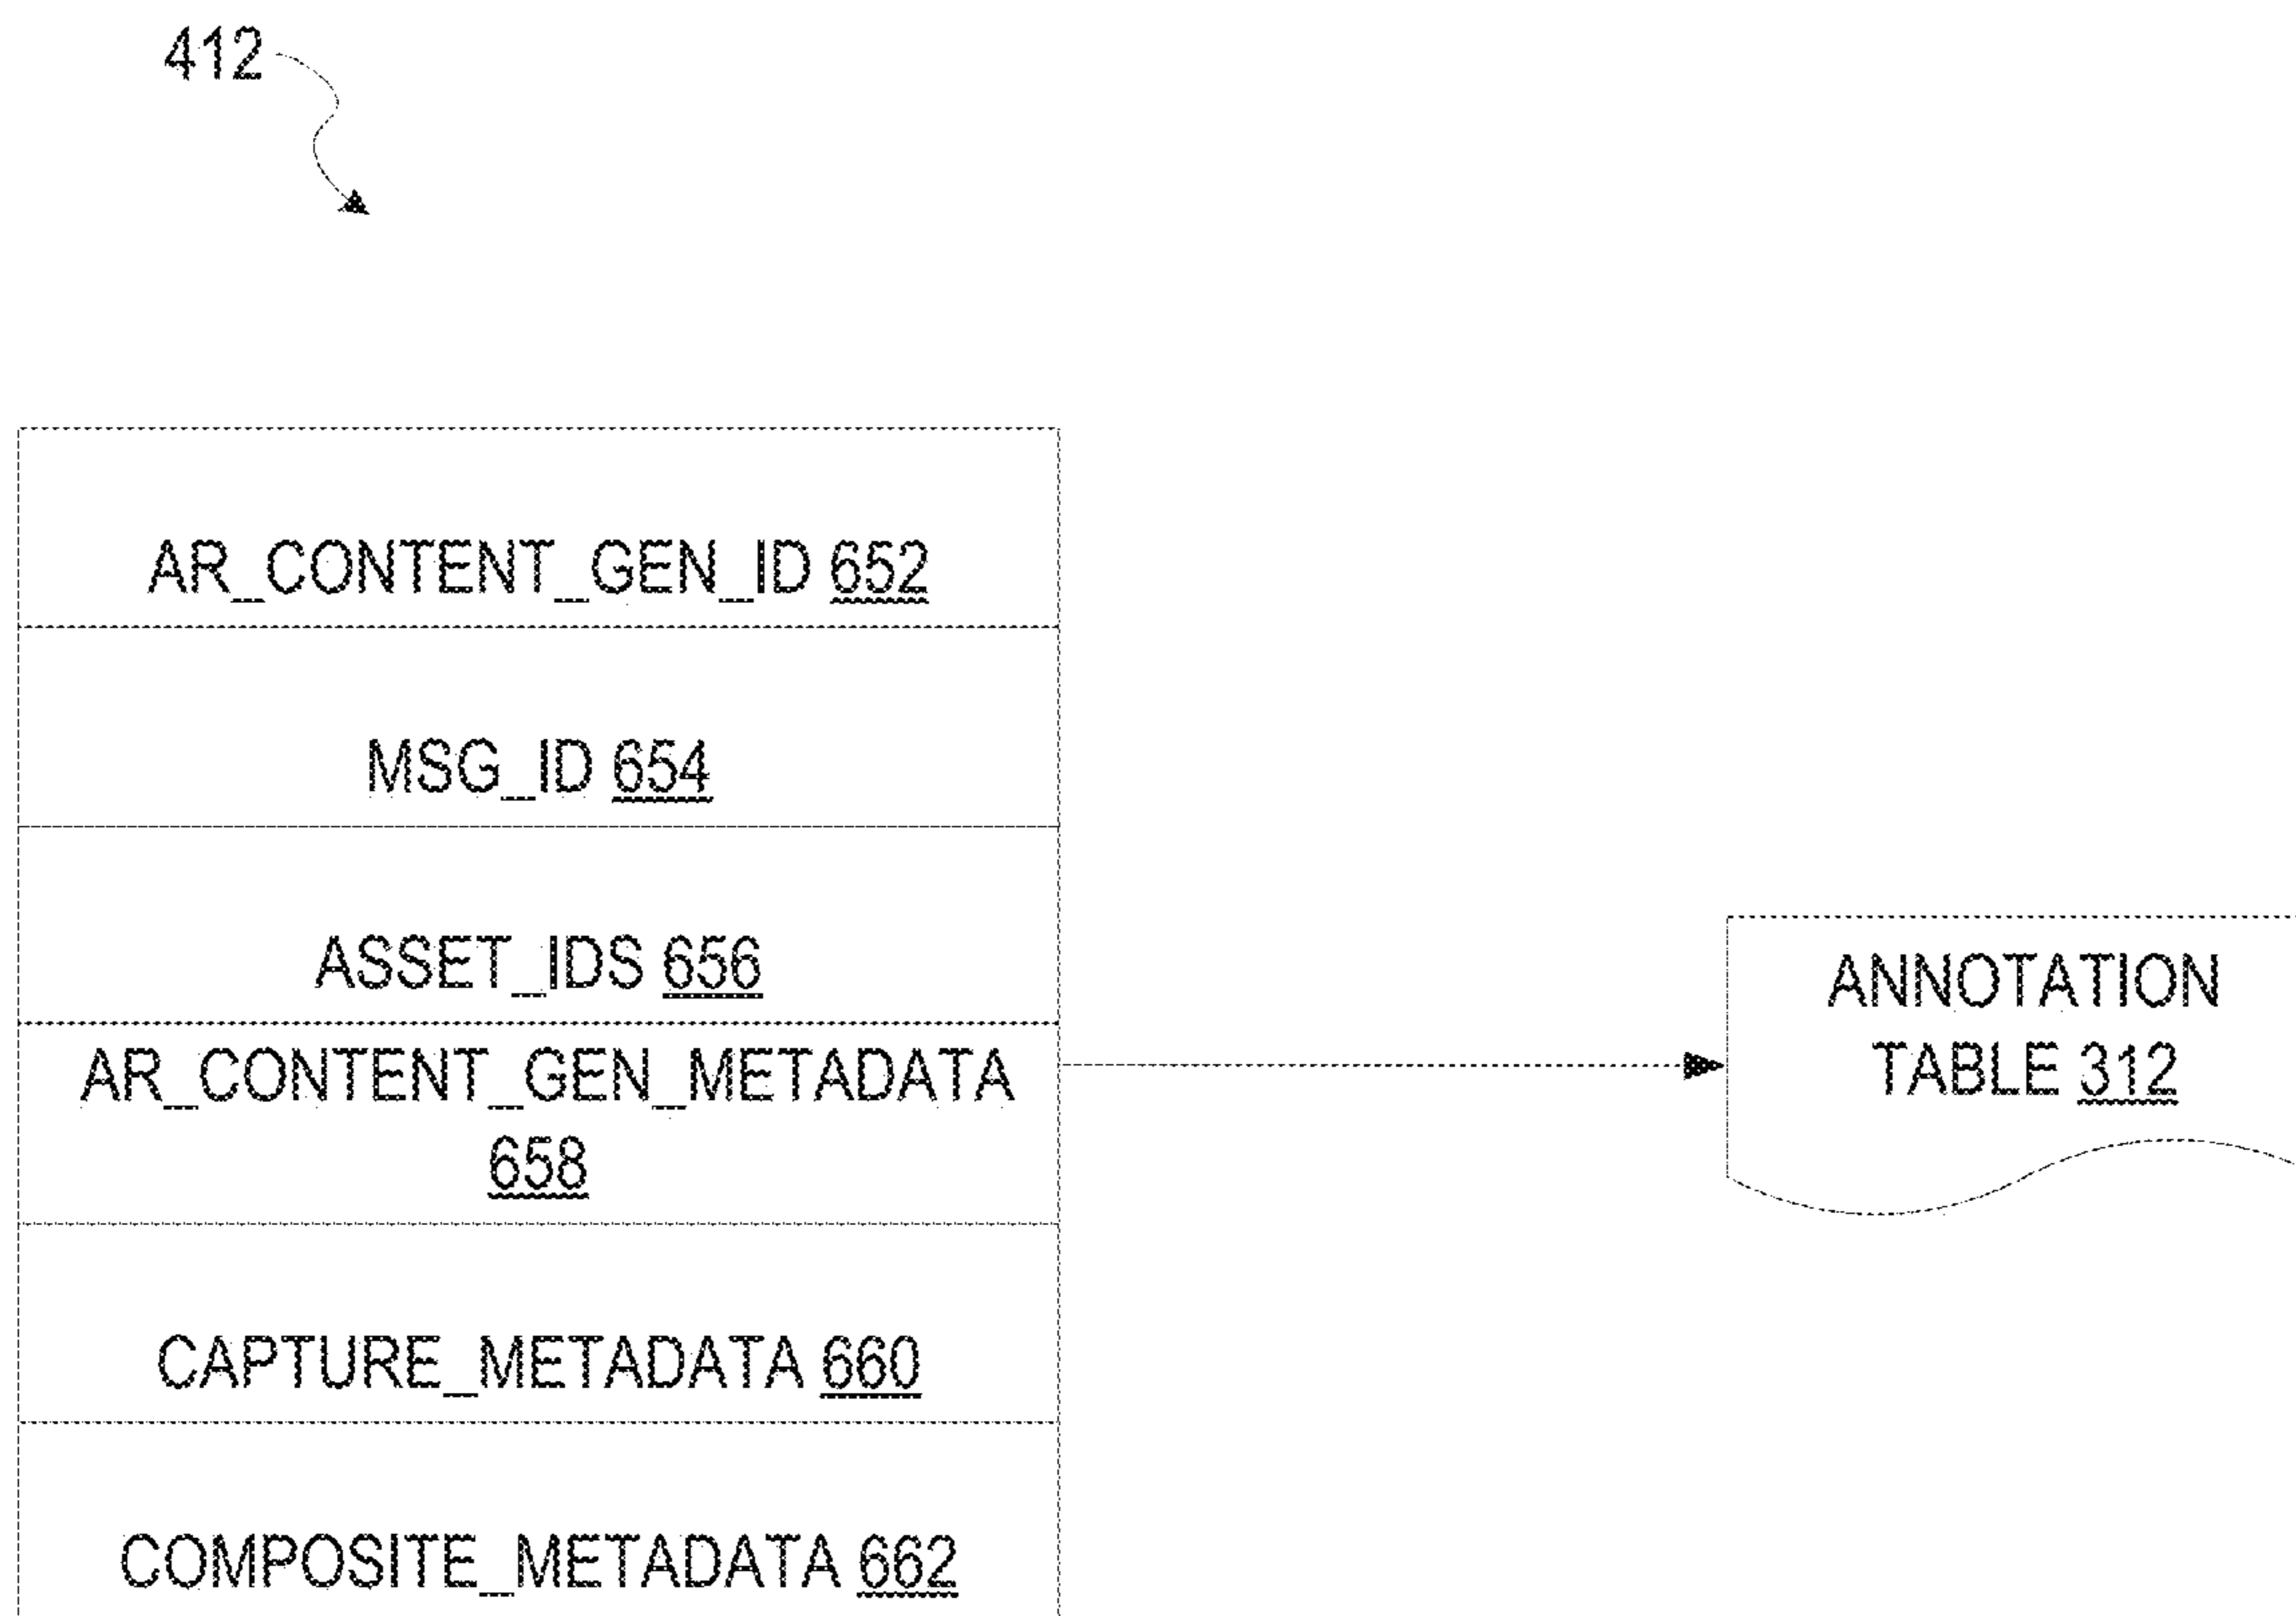 412
AR_CONTENT_GEN_ID 652
MSG_ID 654
ASSET_IDS 656
AR_CONTENT_GEN_METADATA
658
CAPTURE_METADATA 660
COMPOSITE_METADATA 662
ANNOTATION
TABLE 312